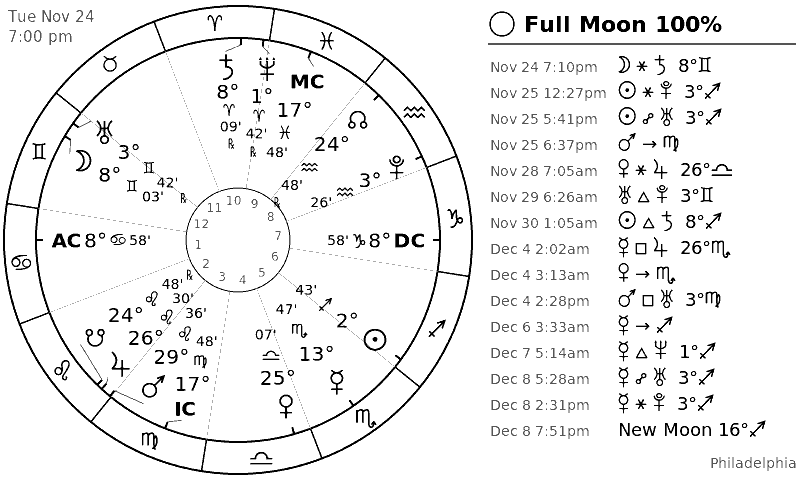 Tue Nov 24
7:00 pm
Full Moon 100%
♄ 8° ♈ 09' ℞
♆ 1° ♈ 42' ℞
MC 17° ♓ 48'
☊ 24° ♒ 48' ℞
♇ 3° ♒ 26'
♅ 3° ♊ 42' ℞
☽ 8° ♊ 03'
AC 8° ♋ 58'
58' ♑ 8° DC
☋ 24° ♌ 48' ℞
♃ 26° ♌ 30'
♂ 29° ♌ 36'
IC 17° ♍ 48'
♀ 25° ♎ 07'
☿ 13° ♏ 47'
☉ 2° ♐ 43'
♈
♓
♒
♑
♐
♏
♎
♍
♌
♋
♊
♉
1
2
3
4
5
6
7
8
9
10
11
12
Nov 24 7:10pm ☽ ⚹ ♄ 8°♊
Nov 25 12:27pm ☉ ⚹ ♇ 3°♐
Nov 25 5:41pm ☉ ☍ ♅ 3°♐
Nov 25 6:37pm ♂ → ♍
Nov 28 7:05am ♀ ⚹ ♃ 26°♎
Nov 29 6:26am ♅ △ ♇ 3°♊
Nov 30 1:05am ☉ △ ♄ 8°♐
Dec 4 2:02am ☿ □ ♃ 26°♏
Dec 4 3:13am ♀ → ♏
Dec 4 2:28pm ♂ □ ♅ 3°♍
Dec 6 3:33am ☿ → ♐
Dec 7 5:14am ☿ △ ♆ 1°♐
Dec 8 5:28am ☿ ☍ ♅ 3°♐
Dec 8 2:31pm ☿ ⚹ ♇ 3°♐
Dec 8 7:51pm New Moon 16°♐
Philadelphia